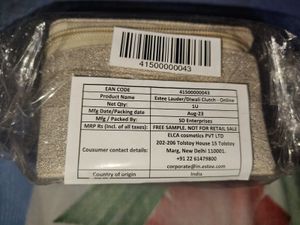 41500000043
EAN CODE 41500000043
Product Name Estee Lauder/Diwali Clutch - Online
Net Qty: 1U
Mfg Date/Packing date Aug-23
Mfg / Packed By: SD Enterprises
MRP Rs (Incl. of all taxes): FREE SAMPLE, NOT FOR RETAIL SALE
ELCA cosmetics PVT LTD
202-206 Tolstoy House 15 Tolstoy
Cousumer contact details: Marg, New Delhi 110001.
+91 22 61479800
corporate@in.estee.com
Country of origin India